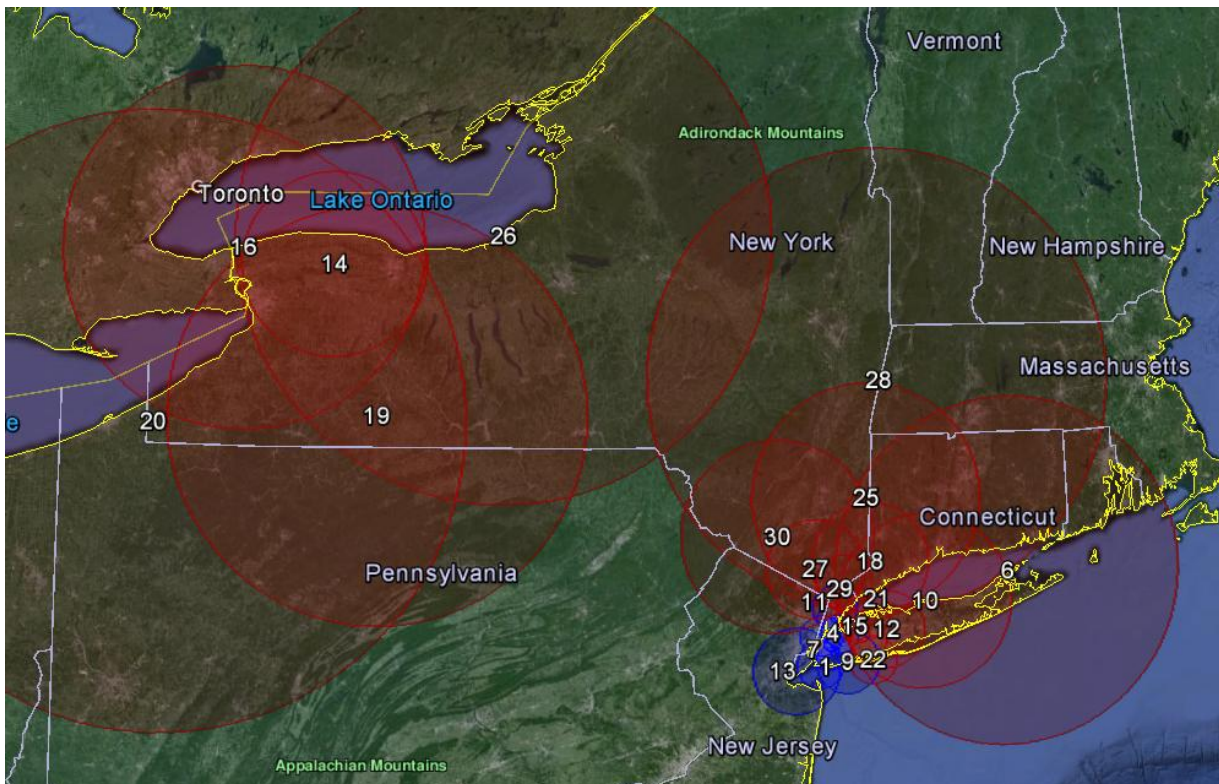 Vermont
Adirondack Mountains
Toronto
Lake Ontario
26
New York
New Hampshire
16
14
Massachusetts
28
e
20
19
25
Connecticut
30
18
Pennsylvania
27
6
29
11
21
10
15
12
4
7
9
22
13
1
New Jersey
Appalachian Mountains